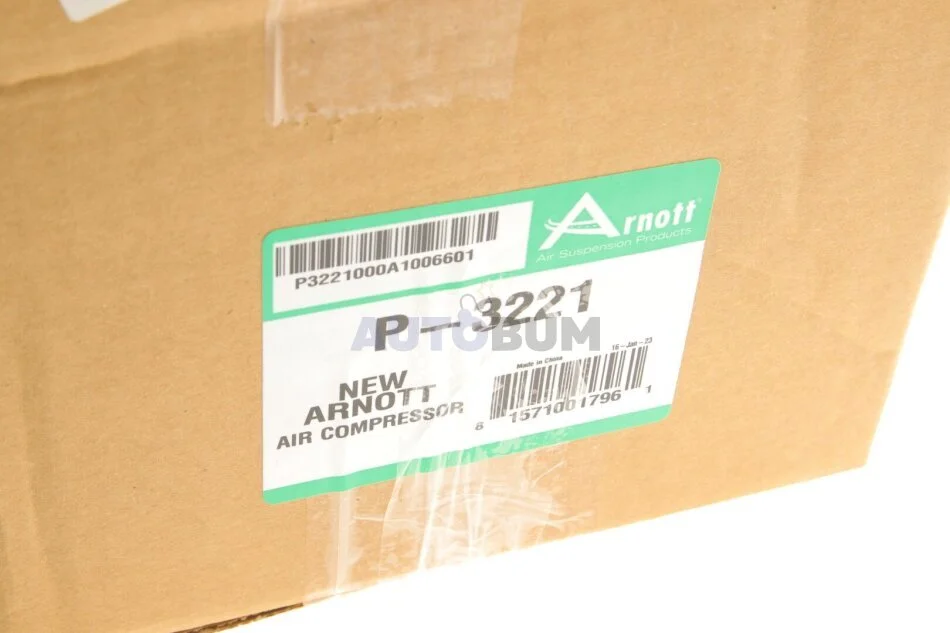 Arnott®
Air Suspension Products
P3221000A1006601
P-3221
AUTOBUM
16-Jan-23
Made in China
NEW
ARNOTT
AIR COMPRESSOR
8 1571001796 1